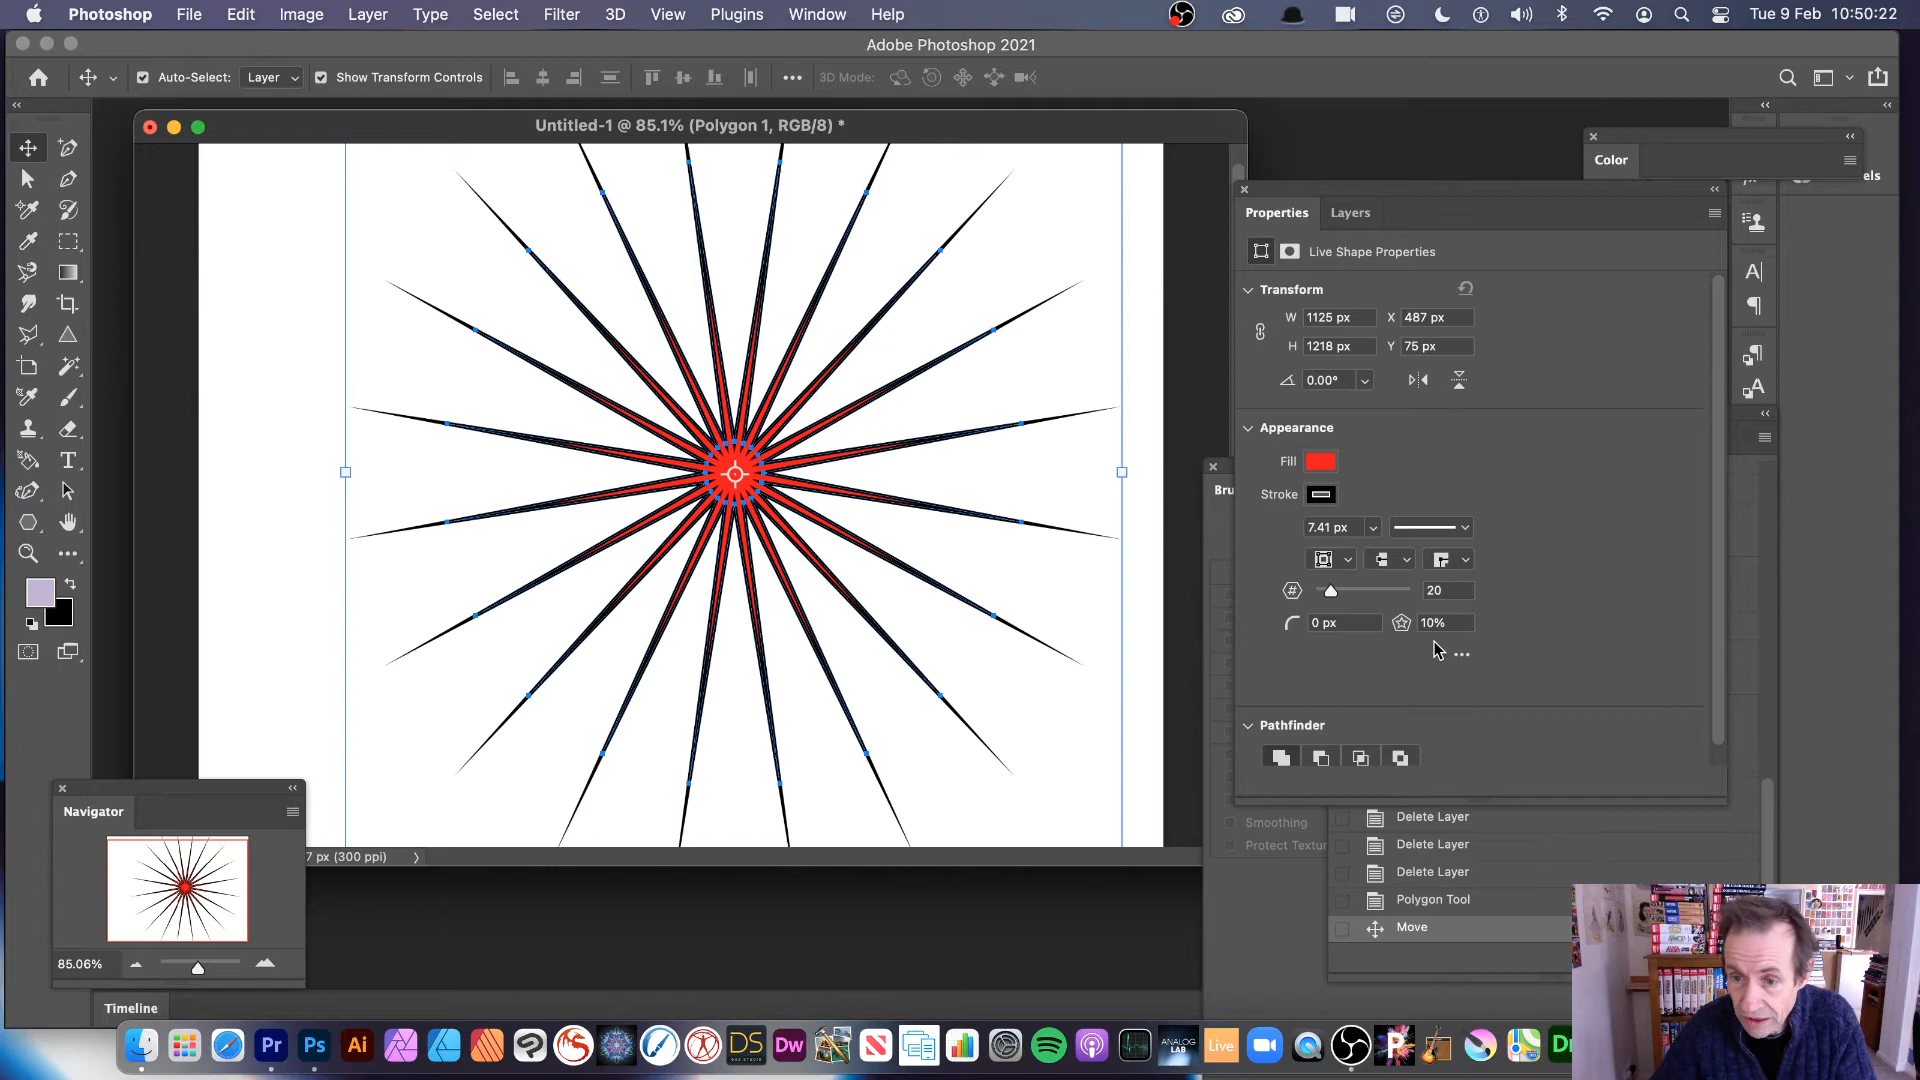 Photoshop File Edit Image Layer Type Select Filter 3D View Plugins Window Help Tue 9 Feb 10:50:22
Adobe Photoshop 2021
Auto-Select: Layer Show Transform Controls 3D Mode:
Untitled-1 @ 85.1% (Polygon 1, RGB/8) *
Color
els
Properties Layers
Live Shape Properties
Transform
W 1125 px X 487 px
H 1218 px Y 75 px
0.00°
Appearance
Fill
Stroke
7.41 px
20
0 px 10%
Pathfinder
Bru
Smoothing
Protect Textur
Delete Layer
Delete Layer
Delete Layer
Polygon Tool
Move
Navigator
85.06%
7 px (300 ppi)
Timeline
Pr Ps Ai DS Dw ANALOG LAB Live P Dr